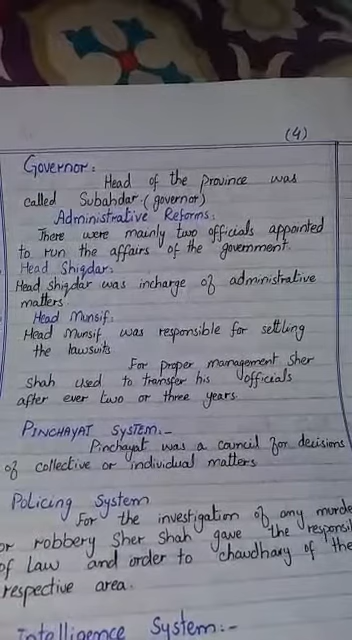 (4)
Governor:
Head of the province was
called Subahdar. (governor)
Administrative Reforms:
There were mainly two officials appointed
to run the affairs of the government.
Head Shiqdar:
Head shiqdar was incharge of administrative
matters.
Head Munsif:
Head Munsif was responsible for settling
the lawsuits
For proper management Sher
Shah used to transfer his officials
after ever two or three years.
PINCHAYAT SYSTEM:-
Pinchayat was a council for decisions
of collective or individual matters
Policing System
For the investigation of any murde
or robbery Sher Shah gave the responsi
of law and order to chaudhary of the
respective area.
Intelligence System:-